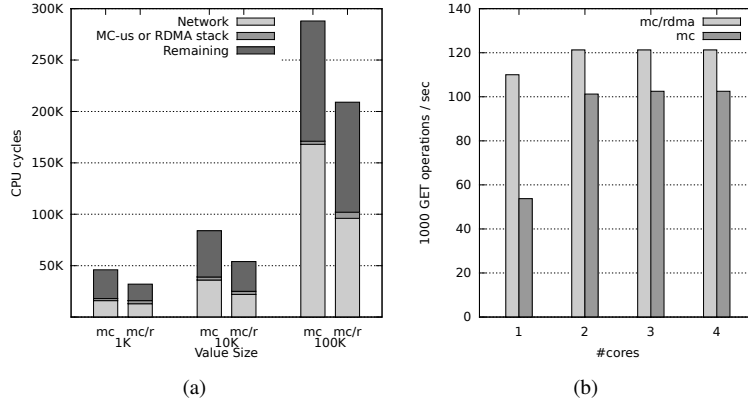 300K
250K
200K
150K
100K
50K
CPU cycles
Network
MC-us or RDMA stack
Remaining
mc mc/r
mc mc/r
mc mc/r
1K
10K
100K
Value Size
(a)
140
120
100
80
60
40
20
0
1000 GET operations / sec
mc/rdma
mc
1
2
3
4
#cores
(b)